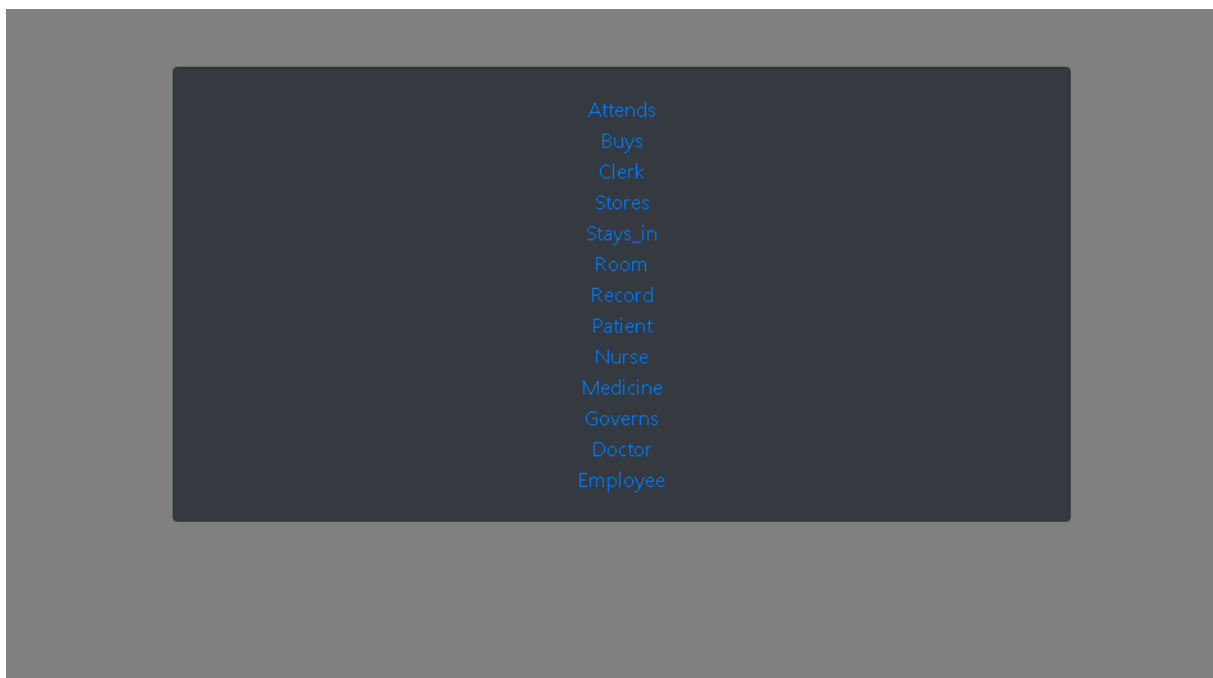 Attends
Buys
Clerk
Stores
Stays_in
Room
Record
Patient
Nurse
Medicine
Governs
Doctor
Employee